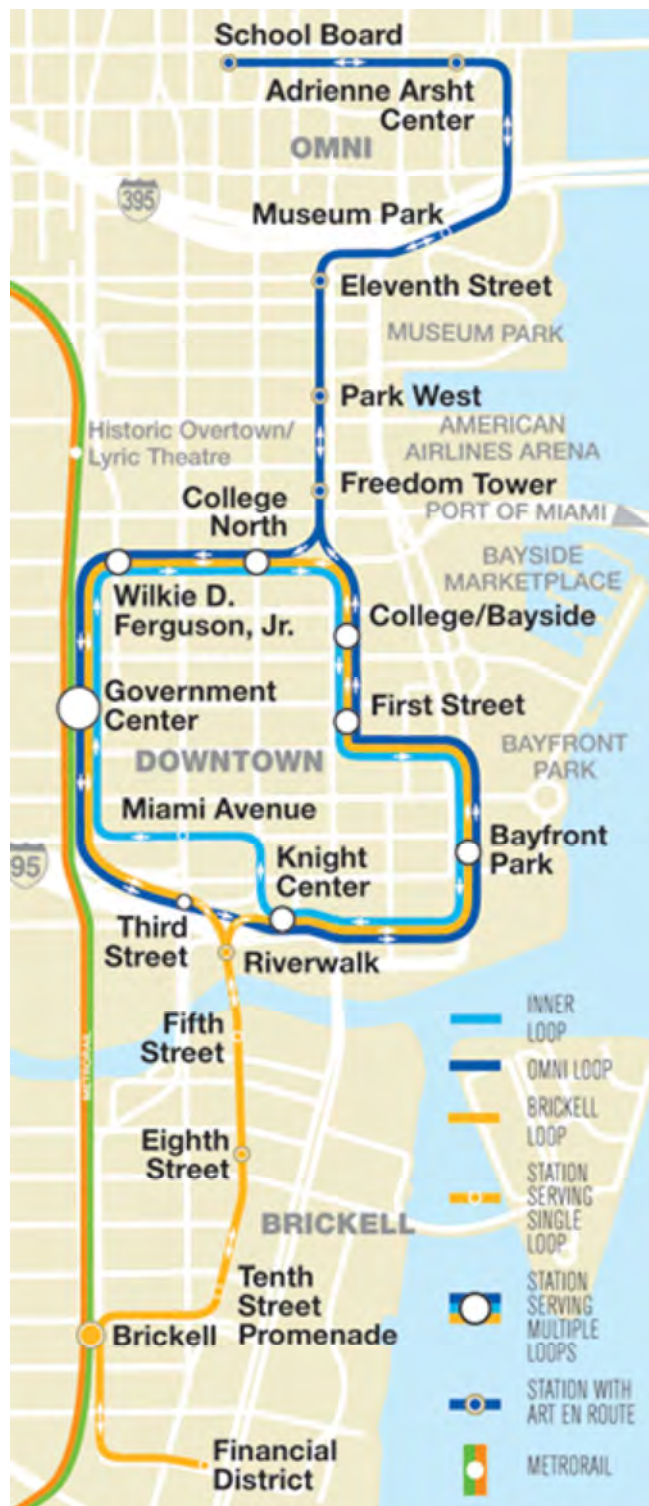 School Board
Adrienne Arsht
Center
OMNI
395
Museum Park
Eleventh Street
MUSEUM PARK
Park West
AMERICAN
AIRLINES ARENA
Historic Overtown/
Lyric Theatre
College
North
Freedom Tower
PORT OF MIAMI
BAYSIDE
MARKETPLACE
Wilkie D.
Ferguson, Jr.
College/Bayside
Government
Center
First Street
BAYFRONT
PARK
DOWNTOWN
Miami Avenue
Bayfront
Park
95
Knight
Center
Third
Street
Riverwalk
METRORAIL
Fifth
Street
Eighth
Street
BRICKELL
Tenth
Street
Promenade
Brickell
Financial
District
INNER
LOOP
OMNI LOOP
BRICKELL
LOOP
STATION
SERVING
SINGLE
LOOP
STATION
SERVING
MULTIPLE
LOOPS
STATION WITH
ART EN ROUTE
METRORAIL